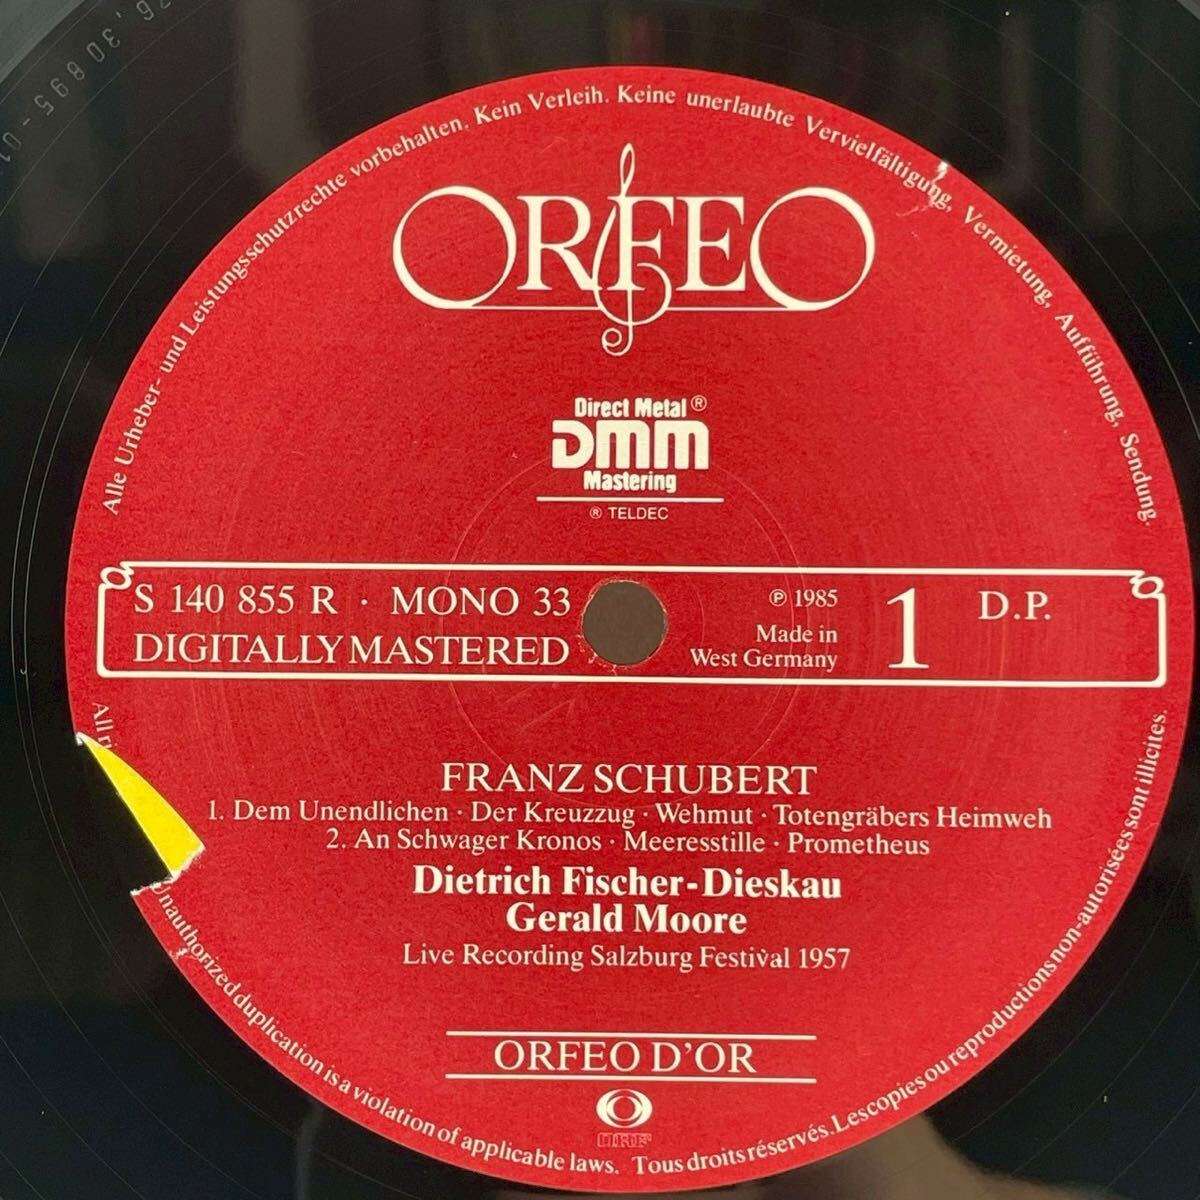 Alle Urheber- und Leistungsschutzrechte vorbehalten. Kein Verleih. Keine unerlaubte Vervielfältigung, Vermietung, Aufführung, Sendung.
ORFEO
Direct Metal ®
DMM
Mastering
® TELDEC
S 140 855 R · MONO 33
DIGITALLY MASTERED
℗ 1985
Made in
West Germany
1
D.P.
FRANZ SCHUBERT
1. Dem Unendlichen · Der Kreuzzug · Wehmut · Totengräbers Heimweh
2. An Schwager Kronos · Meeresstille · Prometheus
Dietrich Fischer-Dieskau
Gerald Moore
Live Recording Salzburg Festival 1957
ORFEO D'OR
ORF
All
Unauthorized duplication is a violation of applicable laws. Tous droits réservés. Les copies ou reproductions non-autorisées sont illicites.